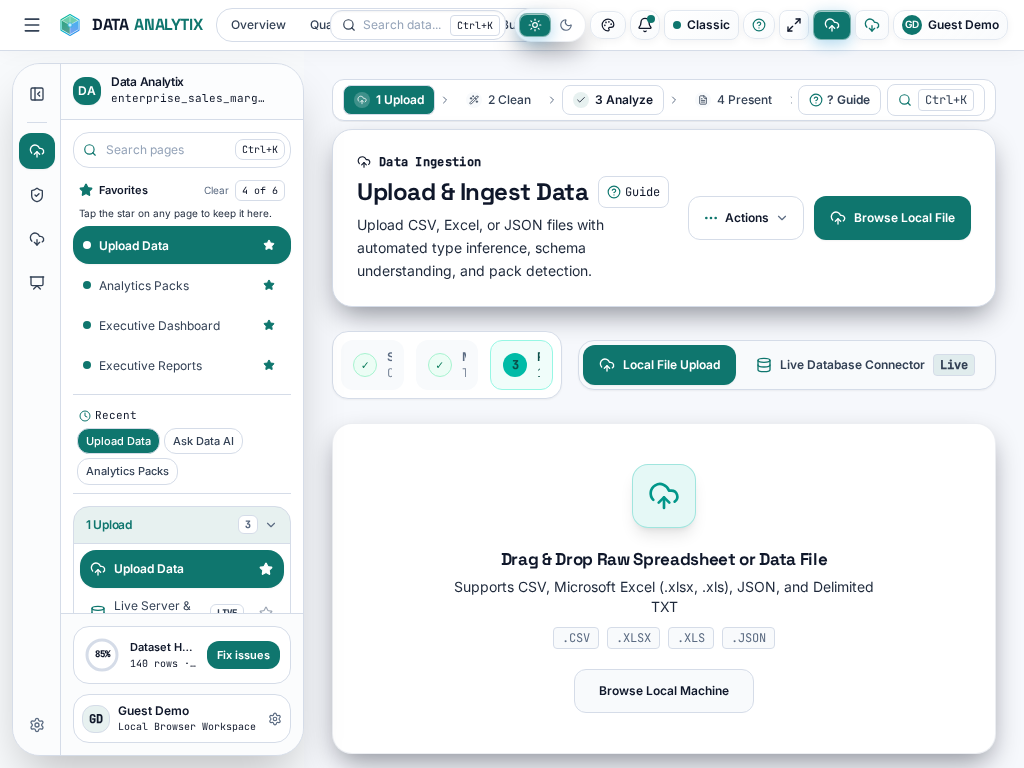 DATA ANALYTIX
Overview
Search data...
Ctrl+K
Classic
GD
Guest Demo
DA
Data Analytix
enterprise_sales_marg…
Search pages
Ctrl+K
Favorites
Clear
4 of 6
Tap the star on any page to keep it here.
Upload Data
Analytics Packs
Executive Dashboard
Executive Reports
Recent
Upload Data
Ask Data AI
Analytics Packs
1 Upload
3
Upload Data
Live Server &
LIVE
85%
Dataset H…
140 rows ·…
Fix issues
GD
Guest Demo
Local Browser Workspace
1 Upload
2 Clean
3 Analyze
4 Present
? Guide
Ctrl+K
Data Ingestion
Upload & Ingest Data
Guide
Upload CSV, Excel, or JSON files with
automated type inference, schema
understanding, and pack detection.
Actions
Browse Local File
3
Local File Upload
Live Database Connector
Live
Drag & Drop Raw Spreadsheet or Data File
Supports CSV, Microsoft Excel (.xlsx, .xls), JSON, and Delimited
TXT
.CSV
.XLSX
.XLS
.JSON
Browse Local Machine